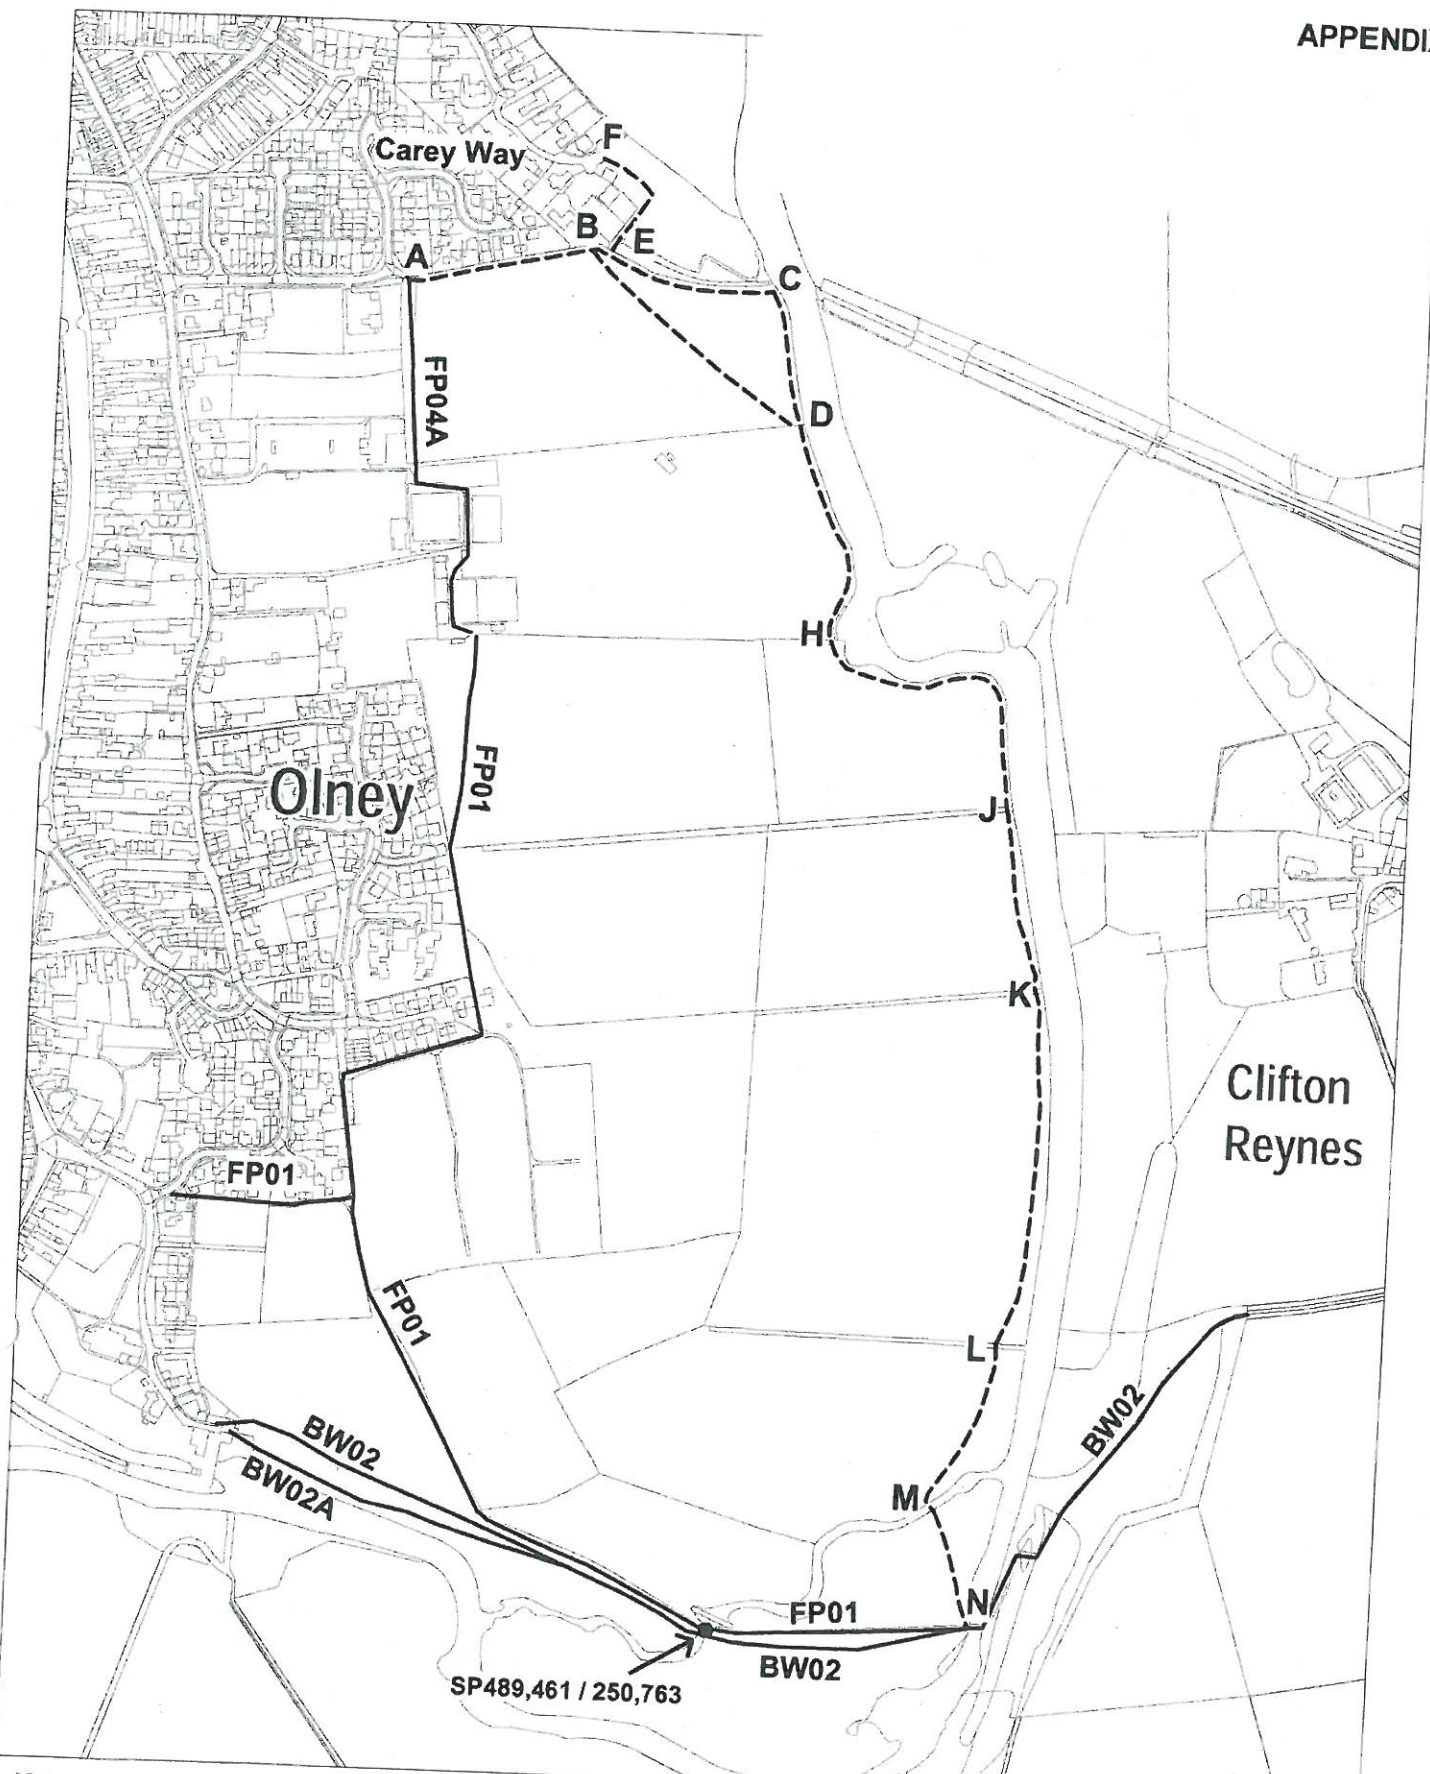 APPENDI
F
Carey Way
B
E
A
C
FP04A
D
H
FP01
Olney
J
K
Clifton
Reynes
FP01
FP01
L
BW02
BW02
BW02A
M
N
FP01
BW02
SP489,461 / 250,763